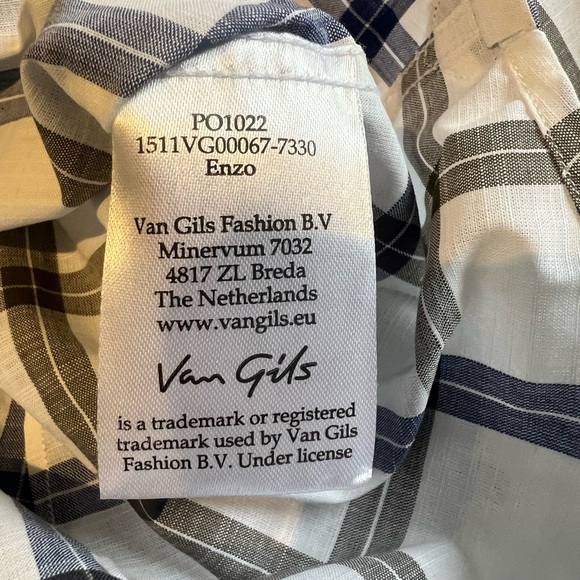 PO1022
1511VG00067-7330
Enzo
Van Gils Fashion B.V
Minervum 7032
4817 ZL Breda
The Netherlands
www.vangils.eu
Van Gils
is a trademark or registered
trademark used by Van Gils
Fashion B.V. Under license